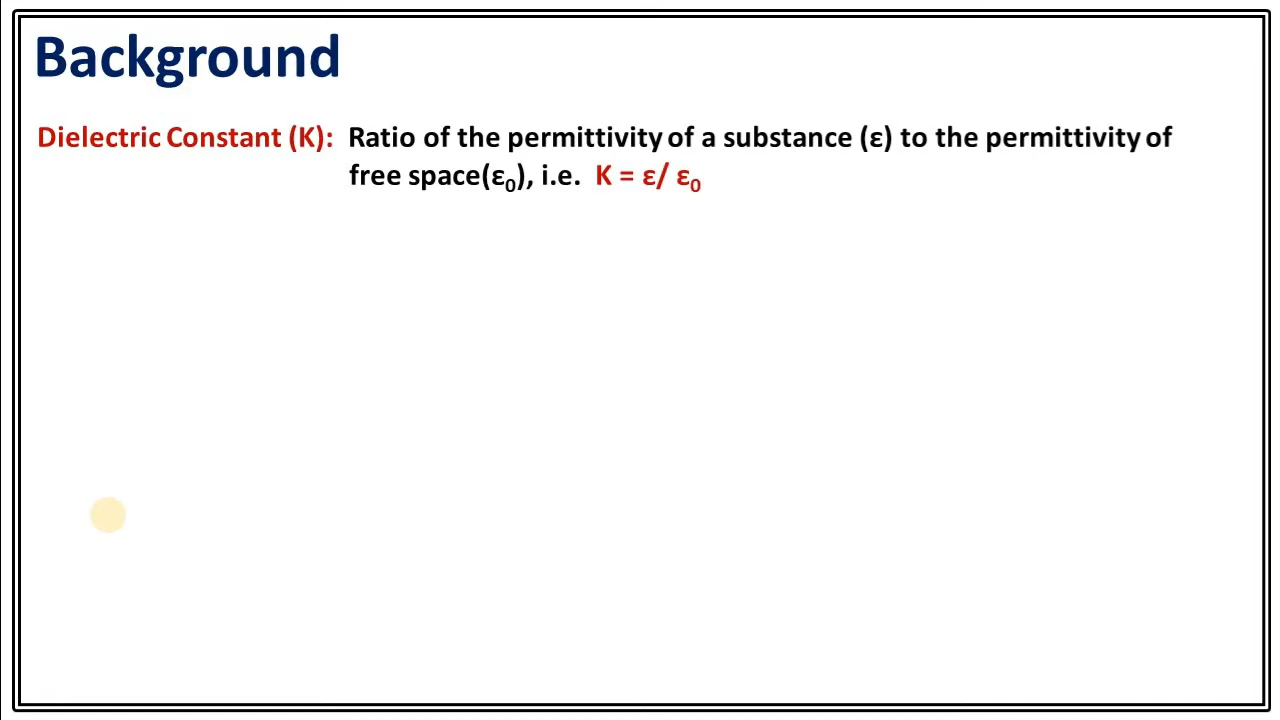 Background
Dielectric Constant (K): Ratio of the permittivity of a substance (ε) to the permittivity of
free space(ε₀), i.e. K = ε/ ε₀